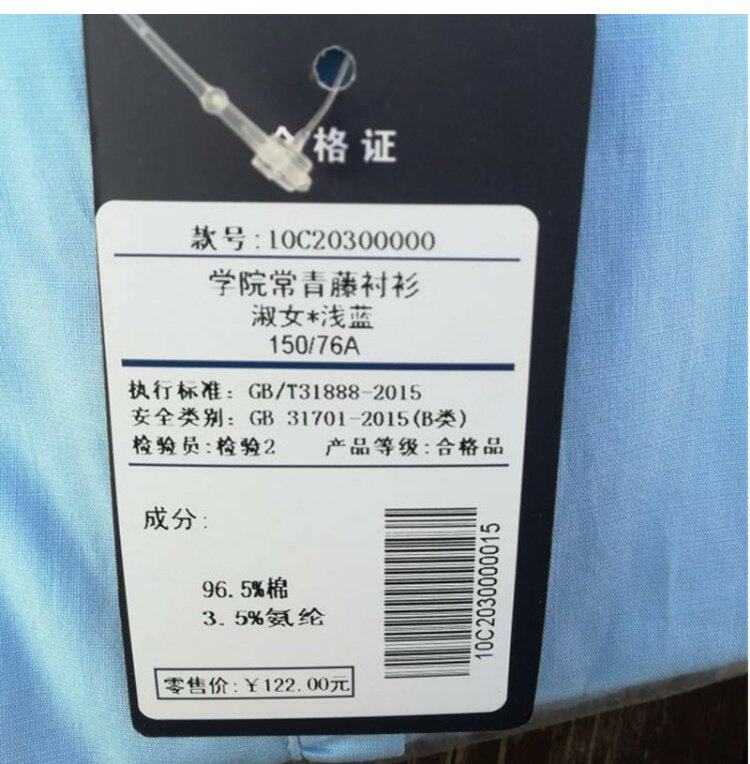 合格证
款号:10C20300000
学院常青藤衬衫
淑女*浅蓝
150/76A
执行标准: GB/T31888-2015
安全类别: GB 31701-2015(B类)
检验员:检验2 产品等级:合格品
成分:
96.5%棉
3.5%氨纶
10C2030000015
零售价:￥122.00元